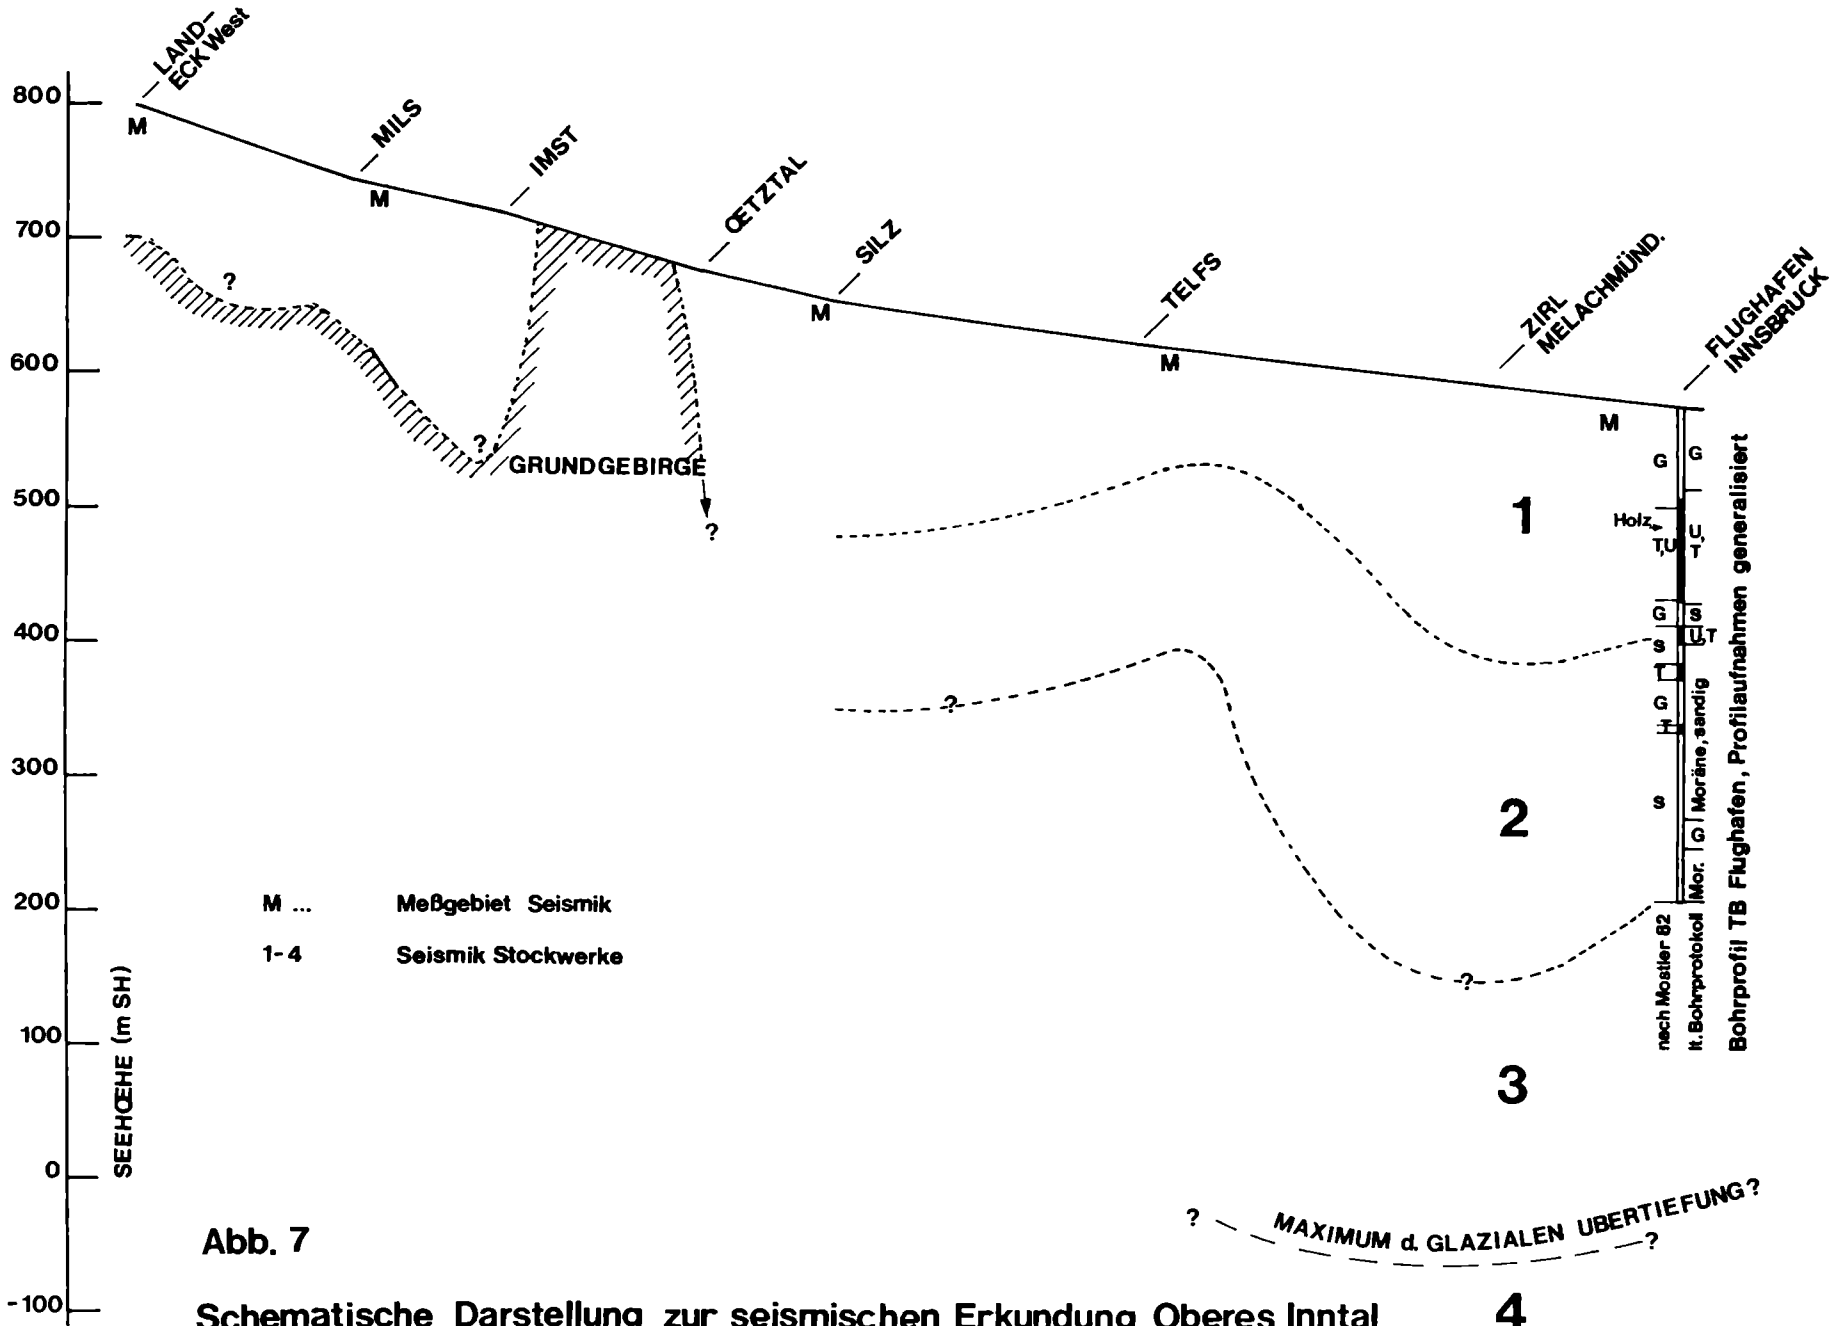 LAND-
ECK West
MILS
IMST
ŒTZTAL
SILZ
TELFS
ZIRL
MELACHMÜND.
FLUGHAFEN
INNSBRUCK
800
700
600
500
400
300
200
100
0
-100
SEEHŒHE (m SH)
M
M
M
M
M
?
?
GRUNDGEBIRGE
?
?
?
1
2
3
4
G
Holz
T,U
G
S
T
G
T
S
G
U,
T
S
U,T
Moräne, sandig
G
Mor.
nach Mostler 82
lt. Bohrprotokoll
Bohrprofil TB Flughafen, Profilaufnahmen generalisiert
M ... Meßgebiet Seismik
1-4 Seismik Stockwerke
? MAXIMUM d. GLAZIALEN UBERTIEFUNG?
?
Abb. 7
Schematische Darstellung zur seismischen Erkundung Oberes Inntal